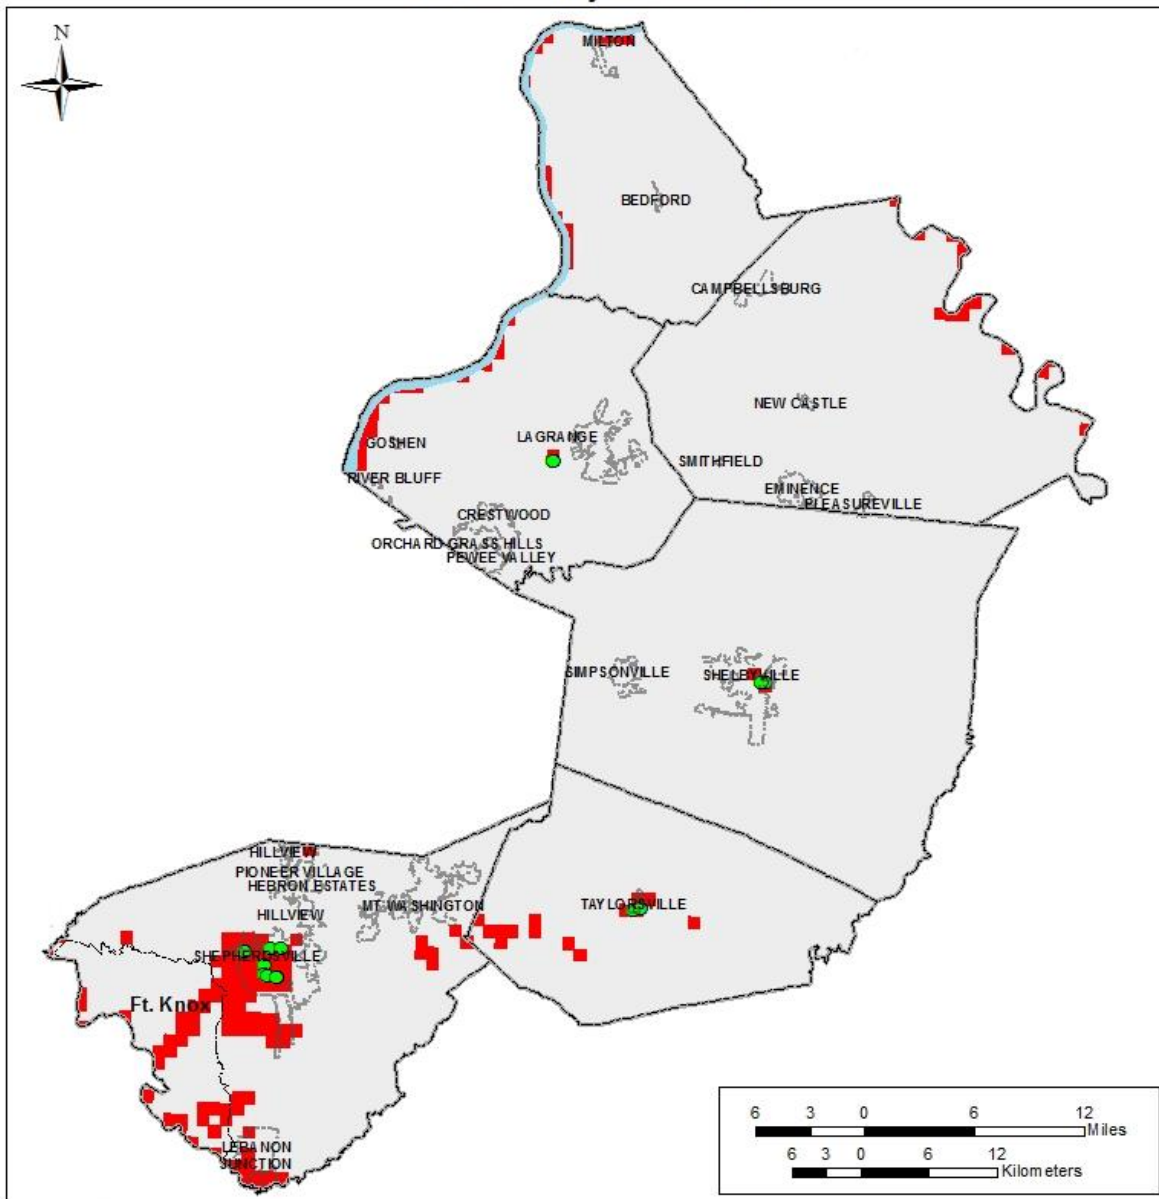 N
MILTON
BEDFORD
CAMPBELLSBURG
NEW CASTLE
LAGRANGE
GOSHEN
SMITHFIELD
RIVER BLUFF
EMINENCE
PLEASUREVILLE
CRESTWOOD
ORCHARD GRASS HILLS
PEWEE VALLEY
SIMPSONVILLE
SHELBYVILLE
HILLVIEW
PIONEER VILLAGE
HEBRON ESTATES
TAYLORSVILLE
MT WASHINGTON
HILLVIEW
SHEPHERDSVILLE
Ft. Knox
LEBANON
JUNCTION
6 3 0 6 12
Miles
6 3 0 6 12
Kilometers